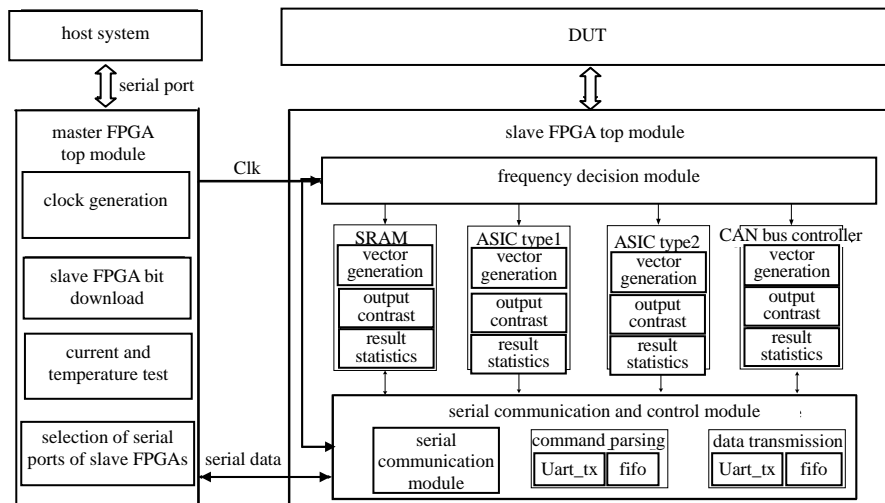 host system
DUT
serial port
master FPGA
top module
slave FPGA top module
Clk
clock generation
frequency decision module
slave FPGA bit
download
current and
temperature test
selection of serial
ports of slave FPGAs
SRAM
vector
generation
output
contrast
result
statistics
ASIC type1
vector
generation
output
contrast
result
statistics
ASIC type2
vector
generation
output
contrast
result
statistics
CAN bus controller
vector
generation
output
contrast
result
statistics
serial communication and control module
serial data
serial
communication
module
command parsing
Uart_tx
fifo
data transmission
Uart_tx
fifo